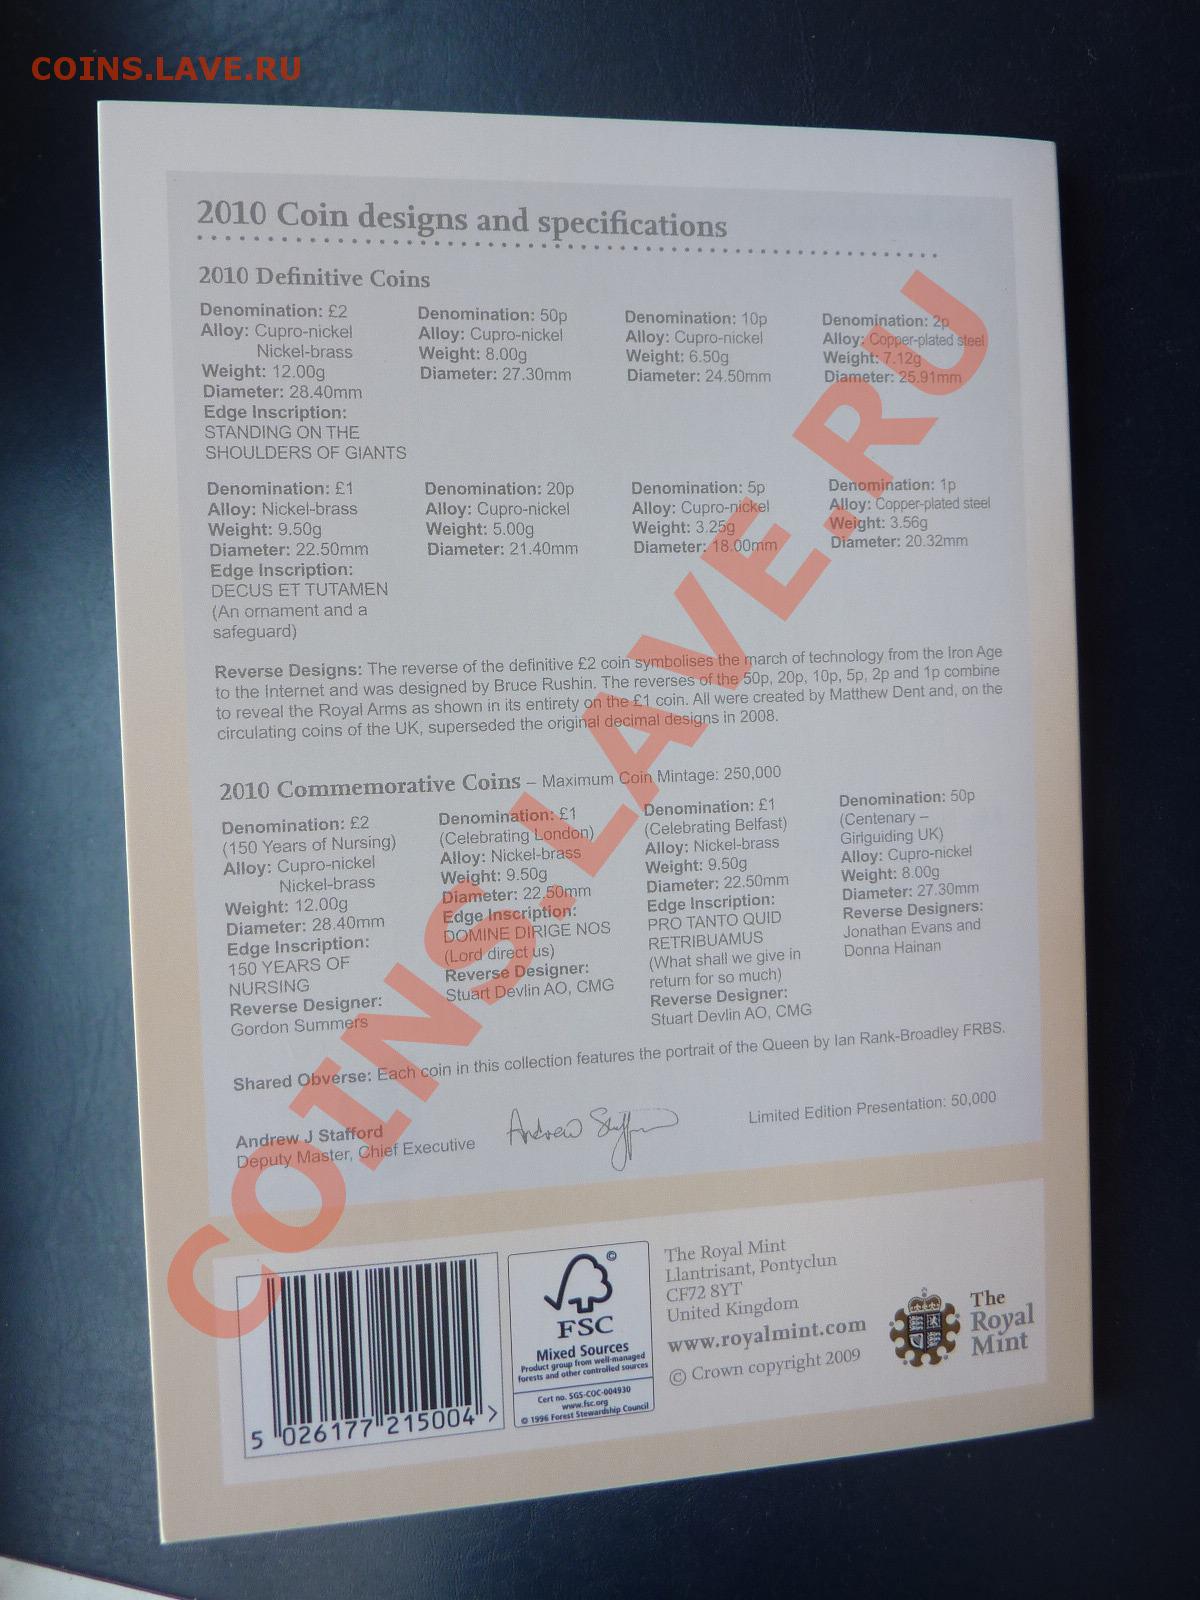 COINS.LAVE.RU
2010 Coin designs and specifications
2010 Definitive Coins
Denomination: £2
Alloy: Cupro-nickel
Nickel-brass
Weight: 12.00g
Diameter: 28.40mm
Edge Inscription:
STANDING ON THE
SHOULDERS OF GIANTS
Denomination: 50p
Alloy: Cupro-nickel
Weight: 8.00g
Diameter: 27.30mm
Denomination: 10p
Alloy: Cupro-nickel
Weight: 6.50g
Diameter: 24.50mm
Denomination: 2p
Alloy: Copper-plated steel
Weight: 7.12g
Diameter: 25.91mm
Denomination: £1
Alloy: Nickel-brass
Weight: 9.50g
Diameter: 22.50mm
Edge Inscription:
DECUS ET TUTAMEN
(An ornament and a
safeguard)
Denomination: 20p
Alloy: Cupro-nickel
Weight: 5.00g
Diameter: 21.40mm
Denomination: 5p
Alloy: Cupro-nickel
Weight: 3.25g
Diameter: 18.00mm
Denomination: 1p
Alloy: Copper-plated steel
Weight: 3.56g
Diameter: 20.32mm
Reverse Designs: The reverse of the definitive £2 coin symbolises the march of technology from the Iron Age
to the Internet and was designed by Bruce Rushin. The reverses of the 50p, 20p, 10p, 5p, 2p and 1p combine
to reveal the Royal Arms as shown in its entirety on the £1 coin. All were created by Matthew Dent and, on the
circulating coins of the UK, superseded the original decimal designs in 2008.
2010 Commemorative Coins – Maximum Coin Mintage: 250,000
Denomination: £2
(150 Years of Nursing)
Alloy: Cupro-nickel
Nickel-brass
Weight: 12.00g
Diameter: 28.40mm
Edge Inscription:
150 YEARS OF
NURSING
Reverse Designer:
Gordon Summers
Denomination: £1
(Celebrating London)
Alloy: Nickel-brass
Weight: 9.50g
Diameter: 22.50mm
Edge Inscription:
DOMINE DIRIGE NOS
(Lord direct us)
Reverse Designer:
Stuart Devlin AO, CMG
Denomination: £1
(Celebrating Belfast)
Alloy: Nickel-brass
Weight: 9.50g
Diameter: 22.50mm
Edge Inscription:
PRO TANTO QUID
RETRIBUAMUS
(What shall we give in
return for so much)
Reverse Designer:
Stuart Devlin AO, CMG
Denomination: 50p
(Centenary –
Girlguiding UK)
Alloy: Cupro-nickel
Weight: 8.00g
Diameter: 27.30mm
Reverse Designers:
Jonathan Evans and
Donna Hainan
Shared Obverse: Each coin in this collection features the portrait of the Queen by Ian Rank-Broadley FRBS.
Andrew J Stafford
Deputy Master, Chief Executive
Andrew Stafford
Limited Edition Presentation: 50,000
COINS.LAVE.RU
5 026177 215004 >
©
FSC
Mixed Sources
Product group from well-managed
forests and other controlled sources
Cert no. SGS-COC-004930
www.fsc.org
© 1996 Forest Stewardship Council
The Royal Mint
Llantrisant, Pontyclun
CF72 8YT
United Kingdom
www.royalmint.com
© Crown copyright 2009
The
Royal
Mint